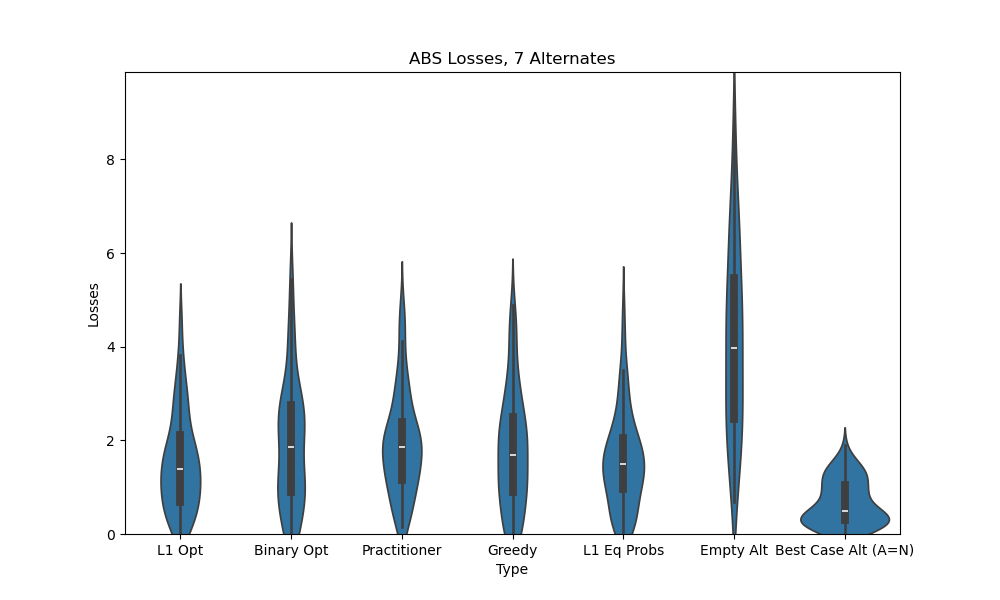 ABS Losses, 7 Alternates
8
6
4
2
0
Losses
L1 Opt
Binary Opt
Practitioner
Greedy
L1 Eq Probs
Empty Alt
Best Case Alt (A=N)
Type